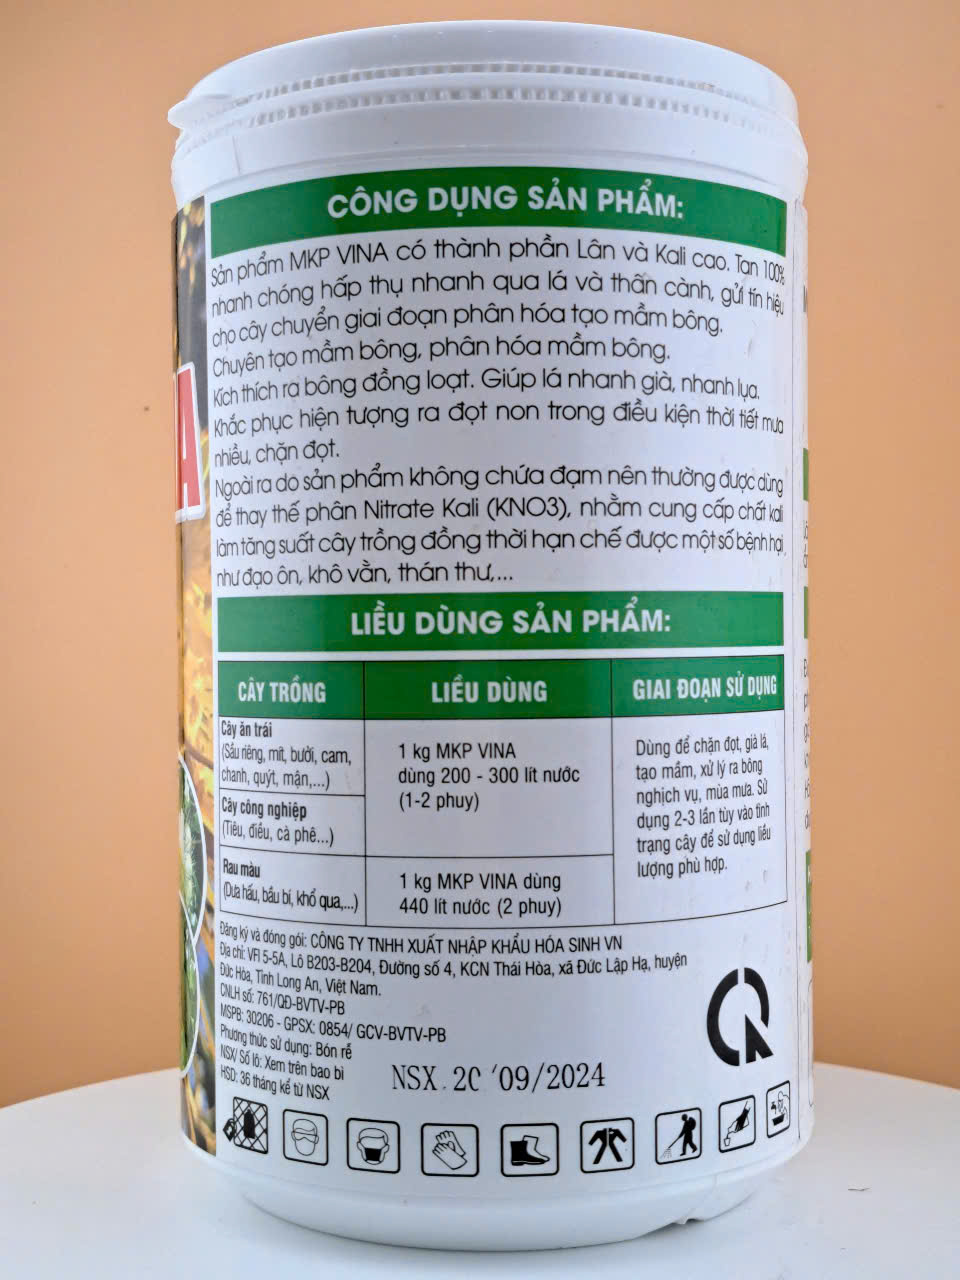 CÔNG DỤNG SẢN PHẨM:
Sản phẩm MKP VINA có thành phần Lân và Kali cao. Tan 100%
nhanh chóng hấp thụ nhanh qua lá và thân cành, gửi tín hiệu
cho cây chuyển giai đoạn phân hóa tạo mầm bông.
Chuyên tạo mầm bông, phân hóa mầm bông.
Kích thích ra bông đồng loạt. Giúp lá nhanh già, nhanh lụa.
Khắc phục hiện tượng ra đọt non trong điều kiện thời tiết mưa
nhiều, chặn đọt.
Ngoài ra do sản phẩm không chứa đạm nên thường được dùng
để thay thế phân Nitrate Kali (KNO3), nhằm cung cấp chất kali
làm tăng suất cây trồng đồng thời hạn chế được một số bệnh hại
như đạo ôn, khô vằn, thán thư,...
LIỀU DÙNG SẢN PHẨM:
CÂY TRỒNG LIỀU DÙNG GIAI ĐOẠN SỬ DỤNG
Cây ăn trái
(Sầu riêng, mít, bưởi, cam,
chanh, quýt, mận,...)
Cây công nghiệp
(Tiêu, điều, cà phê...)
1 kg MKP VINA
dùng 200 - 300 lít nước
(1-2 phuy)
Dùng để chặn đọt, già lá,
tạo mầm, xử lý ra bông
nghịch vụ, mùa mưa. Sử
dụng 2-3 lần tùy vào tình
trạng cây để sử dụng liều
lượng phù hợp.
Rau màu
(Dưa hấu, bầu bí, khổ qua,...)
1 kg MKP VINA dùng
440 lít nước (2 phuy)
Đăng ký và đóng gói: CÔNG TY TNHH XUẤT NHẬP KHẨU HÓA SINH VN
Địa chỉ: VFI 5-5A, Lô B203-B204, Đường số 4, KCN Thái Hòa, xã Đức Lập Hạ, huyện
Đức Hòa, Tỉnh Long An, Việt Nam.
CNLH số: 761/QĐ-BVTV-PB
MSPB: 30206 - GPSX: 0854/ GCV-BVTV-PB
Phương thức sử dụng: Bón rễ
NSX/ Số lô: Xem trên bao bì
HSD: 36 tháng kể từ NSX
NSX. /09/2024